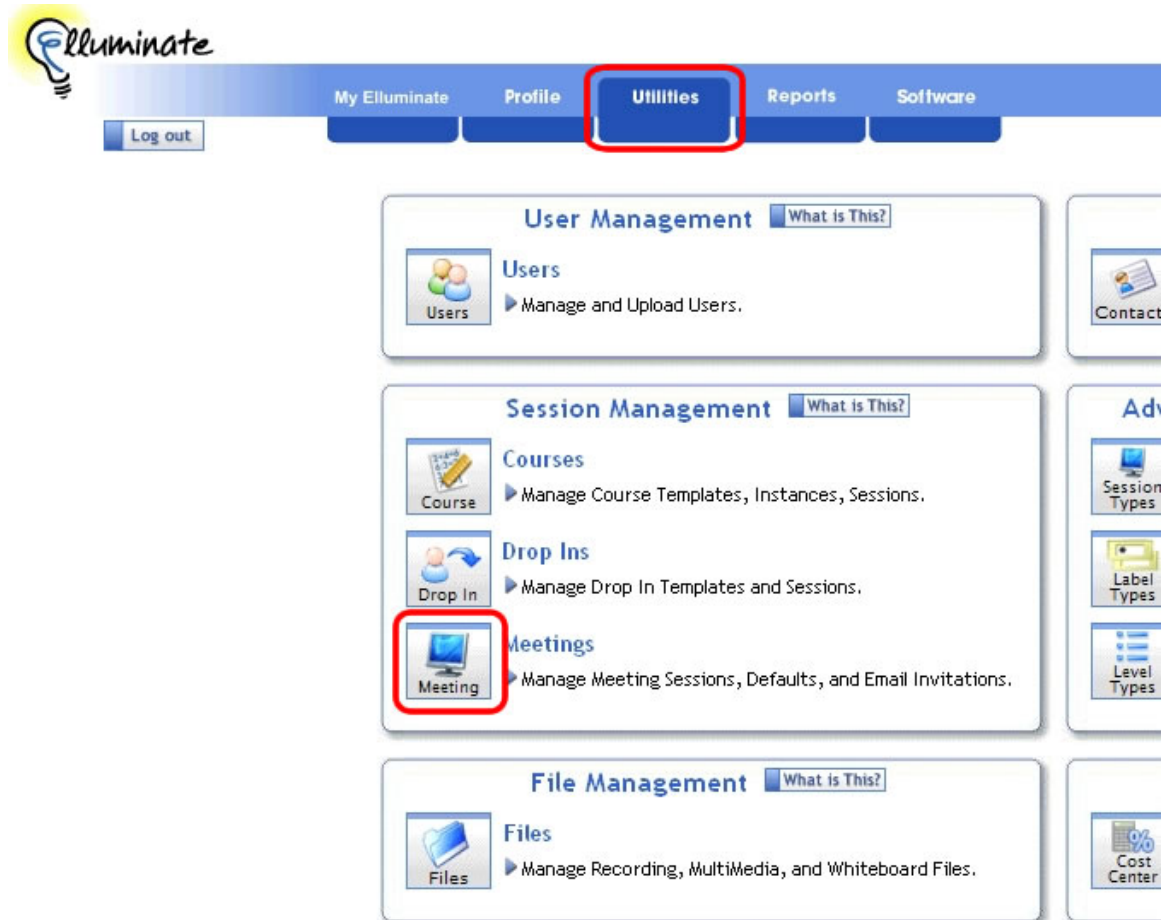 Elluminate
My Elluminate Profile Utilities Reports Software
Log out
User Management What is This?
Users
Users
Manage and Upload Users.
Contact
Session Management What is This?
Course
Courses
Manage Course Templates, Instances, Sessions.
Drop In
Drop Ins
Manage Drop In Templates and Sessions.
Meeting
Meetings
Manage Meeting Sessions, Defaults, and Email Invitations.
Adv
Session
Types
Label
Types
Level
Types
File Management What is This?
Files
Files
Manage Recording, MultiMedia, and Whiteboard Files.
Cost
Center